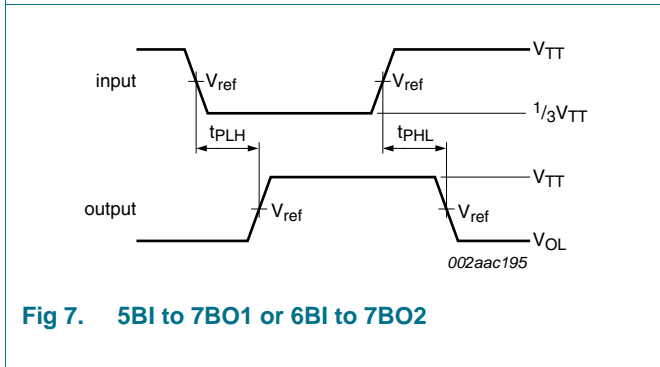 VTT
input
Vref
Vref
1/3VTT
tPLH
tPHL
VTT
output
Vref
Vref
VOL
002aac195
Fig 7. 5BI to 7BO1 or 6BI to 7BO2